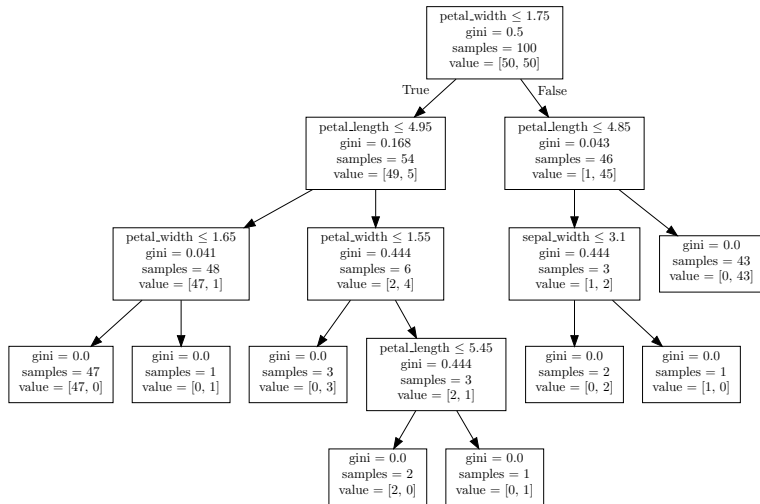 petal_width ≤ 1.75
gini = 0.5
samples = 100
value = [50, 50]
True
False
petal_length ≤ 4.95
gini = 0.168
samples = 54
value = [49, 5]
petal_length ≤ 4.85
gini = 0.043
samples = 46
value = [1, 45]
petal_width ≤ 1.65
gini = 0.041
samples = 48
value = [47, 1]
petal_width ≤ 1.55
gini = 0.444
samples = 6
value = [2, 4]
sepal_width ≤ 3.1
gini = 0.444
samples = 3
value = [1, 2]
gini = 0.0
samples = 43
value = [0, 43]
gini = 0.0
samples = 47
value = [47, 0]
gini = 0.0
samples = 1
value = [0, 1]
gini = 0.0
samples = 3
value = [0, 3]
petal_length ≤ 5.45
gini = 0.444
samples = 3
value = [2, 1]
gini = 0.0
samples = 2
value = [0, 2]
gini = 0.0
samples = 1
value = [1, 0]
gini = 0.0
samples = 2
value = [2, 0]
gini = 0.0
samples = 1
value = [0, 1]